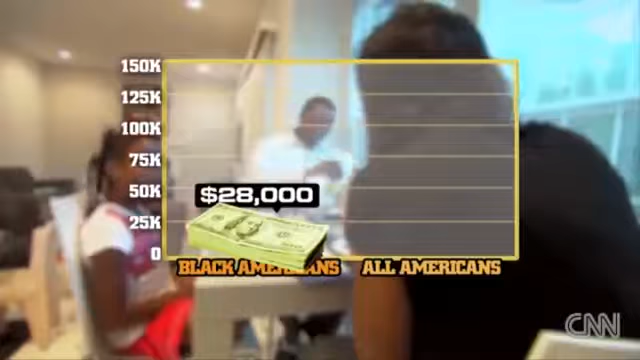 150K
125K
100K
75K
50K
25K
0
$28,000
BLACK AMERICANS
ALL AMERICANS
CNN